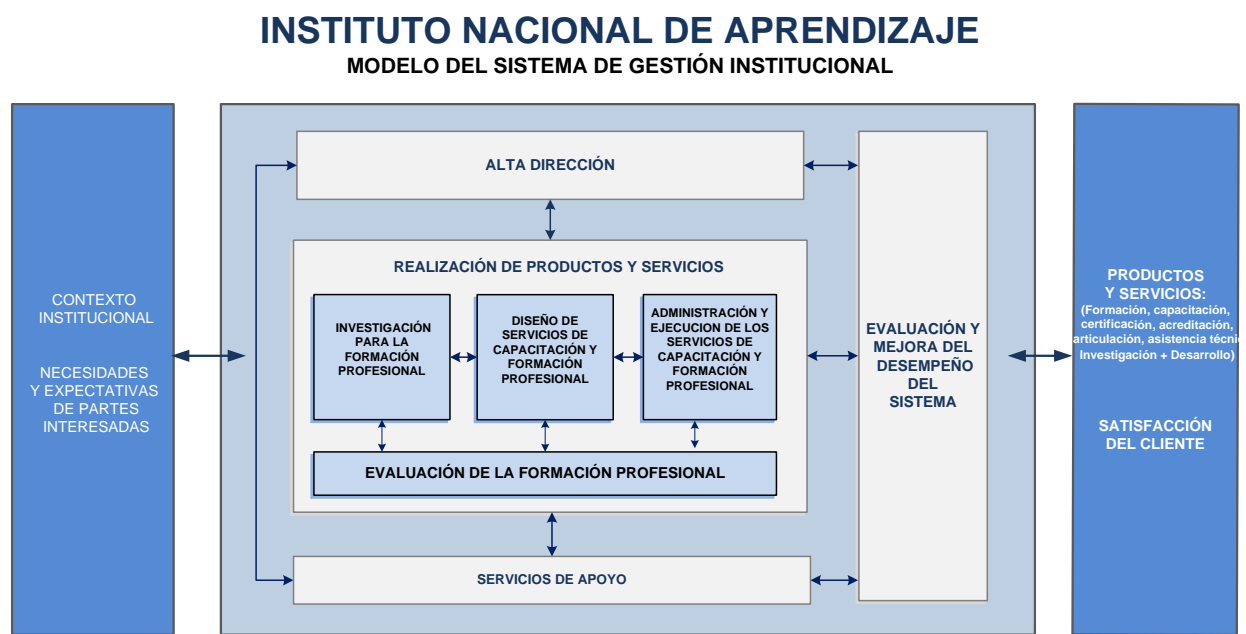 INSTITUTO NACIONAL DE APRENDIZAJE
MODELO DEL SISTEMA DE GESTIÓN INSTITUCIONAL
CONTEXTO
INSTITUCIONAL
NECESIDADES
Y EXPECTATIVAS
DE PARTES
INTERESADAS
ALTA DIRECCIÓN
REALIZACIÓN DE PRODUCTOS Y SERVICIOS
INVESTIGACIÓN
PARA LA
FORMACIÓN
PROFESIONAL
DISEÑO DE
SERVICIOS DE
CAPACITACIÓN Y
FORMACIÓN
PROFESIONAL
ADMINISTRACIÓN Y
EJECUCION DE LOS
SERVICIOS DE
CAPACITACIÓN Y
FORMACIÓN
PROFESIONAL
EVALUACIÓN DE LA FORMACIÓN PROFESIONAL
SERVICIOS DE APOYO
EVALUACIÓN Y
MEJORA DEL
DESEMPEÑO
DEL
SISTEMA
PRODUCTOS
Y SERVICIOS:
(Formación, capacitación,
certificación, acreditación,
articulación, asistencia técni
Investigación + Desarrollo)
SATISFACCIÓN
DEL CLIENTE